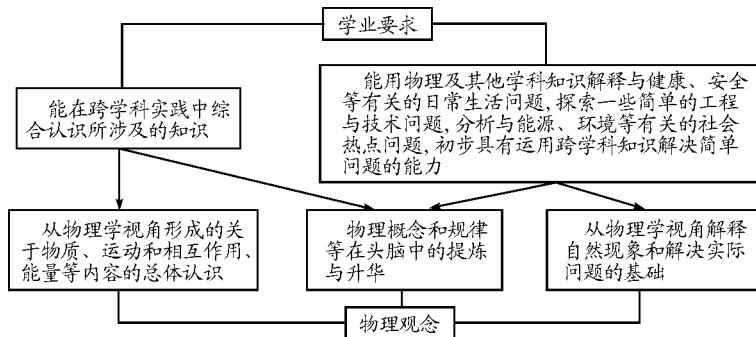 学业要求
能在跨学科实践中综
合认识所涉及的知识
能用物理及其他学科知识解释与健康、安全
等有关的日常生活问题,探索一些简单的工程
与技术问题,分析与能源、环境等有关的社会
热点问题,初步具有运用跨学科知识解决简单
问题的能力
从物理学视角形成的关
于物质、运动和相互作用、
能量等内容的总体认识
物理概念和规律
等在头脑中的提炼
与升华
从物理学视角解释
自然现象和解决实际
问题的基础
物理观念